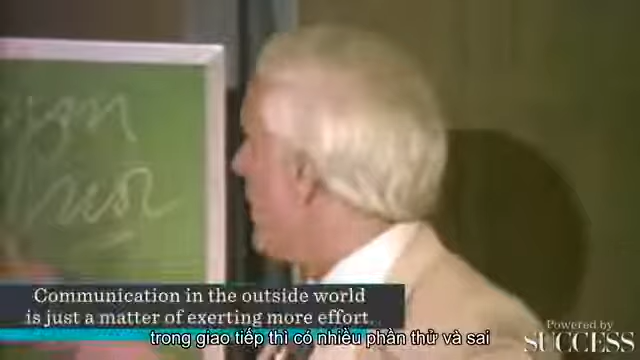 Communication in the outside world
is just a matter of exerting more effort.
trong giao tiếp thì có nhiều phần thử và sai
Powered by
SUCCESS